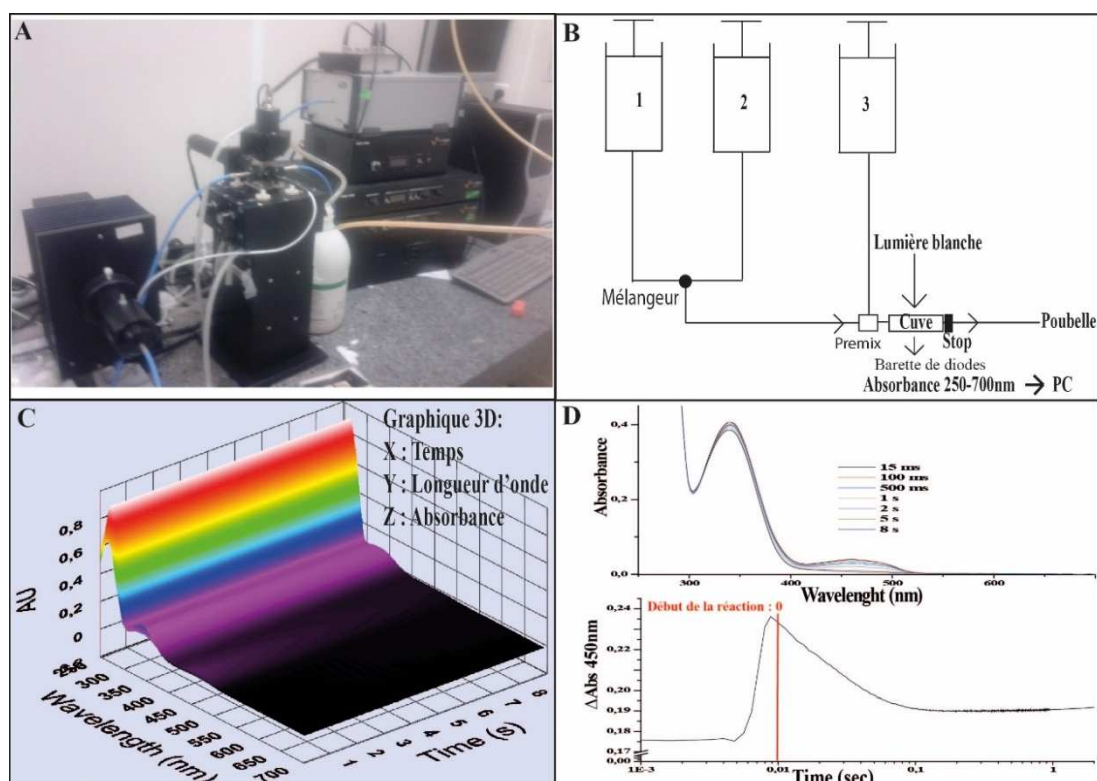 A
B
1
2
3
Lumière blanche
Mélangeur
Premix
Cuve
Stop
Poubelle
Barette de diodes
Absorbance 250-700nm → PC
C
Graphique 3D:
X : Temps
Y : Longueur d'onde
Z : Absorbance
0,8
0,6
0,4
0,2
0
AU
300
350
400
450
500
550
600
650
700
Wavelength (nm)
1
2
3
4
5
6
7
8
Time (s)
D
0,4
0,2
0,0
Absorbance
15 ms
100 ms
500 ms
1 s
2 s
5 s
8 s
300
400
500
600
Wavelenght (nm)
Début de la réaction : 0
0,24
0,22
0,21
0,19
0,18
0,17
0,00
ΔAbs 450nm
1E-3
0,01
0,1
1
Time (sec)